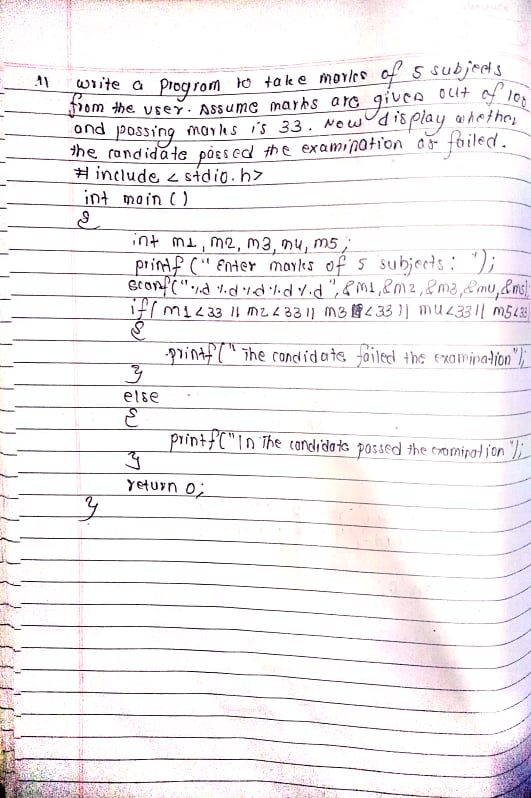 1) write a program to take marks of 5 subjects
from the user. Assume marks are given out of 100
and passing marks is 33. Now display whether
the candidate passed the examination or failed.
# include < stdio.h>
int main ()
{
int m1, m2, m3, m4, m5;
printf ("Enter marks of 5 subjects: ");
scanf("%d %d %d %d %d", &m1, &m2, &m3, &m4, &m5)
if( m1<33 || m2<33 || m3 <33 || m4<33 || m5<33
{
printf(" The candidate failed the examination");
}
else
{
printf("\n The candidate passed the examination");
}
return 0;
}